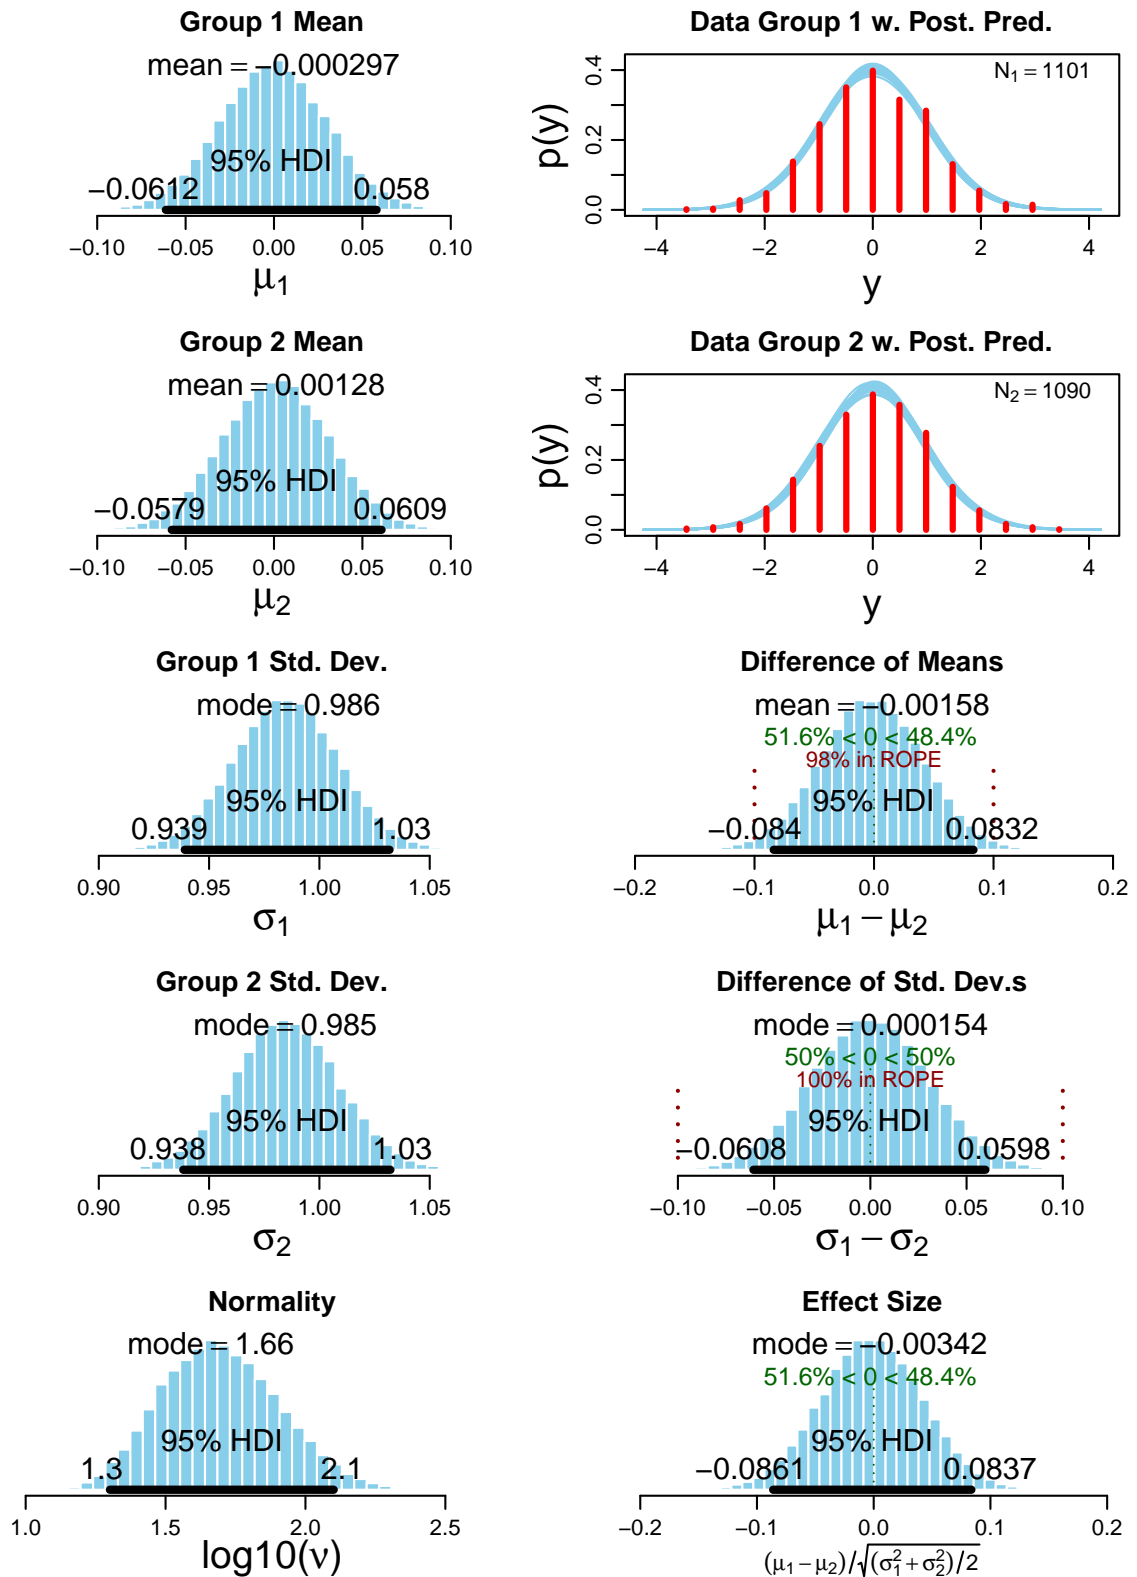 Group 1 Mean
mean = −0.000297
95% HDI
−0.0612 0.058
−0.10 −0.05 0.00 0.05 0.10
μ1
Data Group 1 w. Post. Pred.
N1 = 1101
p(y)
0.0 0.2 0.4
−4 −2 0 2 4
y
Group 2 Mean
mean = 0.00128
95% HDI
−0.0579 0.0609
−0.10 −0.05 0.00 0.05 0.10
μ2
Data Group 2 w. Post. Pred.
N2 = 1090
p(y)
0.0 0.2 0.4
−4 −2 0 2 4
y
Group 1 Std. Dev.
mode = 0.986
95% HDI
0.939 1.03
0.90 0.95 1.00 1.05
σ1
Difference of Means
mean = −0.00158
51.6% < 0 < 48.4%
98% in ROPE
95% HDI
−0.084 0.0832
−0.2 −0.1 0.0 0.1 0.2
μ1 − μ2
Group 2 Std. Dev.
mode = 0.985
95% HDI
0.938 1.03
0.90 0.95 1.00 1.05
σ2
Difference of Std. Dev.s
mode = 0.000154
50% < 0 < 50%
100% in ROPE
95% HDI
−0.0608 0.0598
−0.10 −0.05 0.00 0.05 0.10
σ1 − σ2
Normality
mode = 1.66
95% HDI
1.3 2.1
1.0 1.5 2.0 2.5
log10(ν)
Effect Size
mode = −0.00342
51.6% < 0 < 48.4%
95% HDI
−0.0861 0.0837
−0.2 −0.1 0.0 0.1 0.2
(μ1 − μ2)/√(σ1² + σ2²)/2